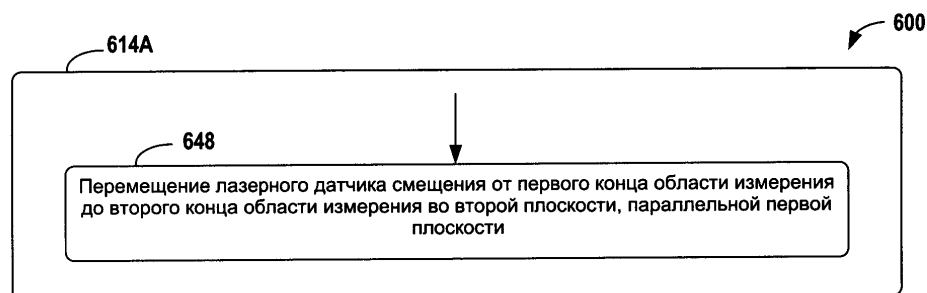 600
614A
648
Перемещение лазерного датчика смещения от первого конца области измерения
до второго конца области измерения во второй плоскости, параллельной первой
плоскости